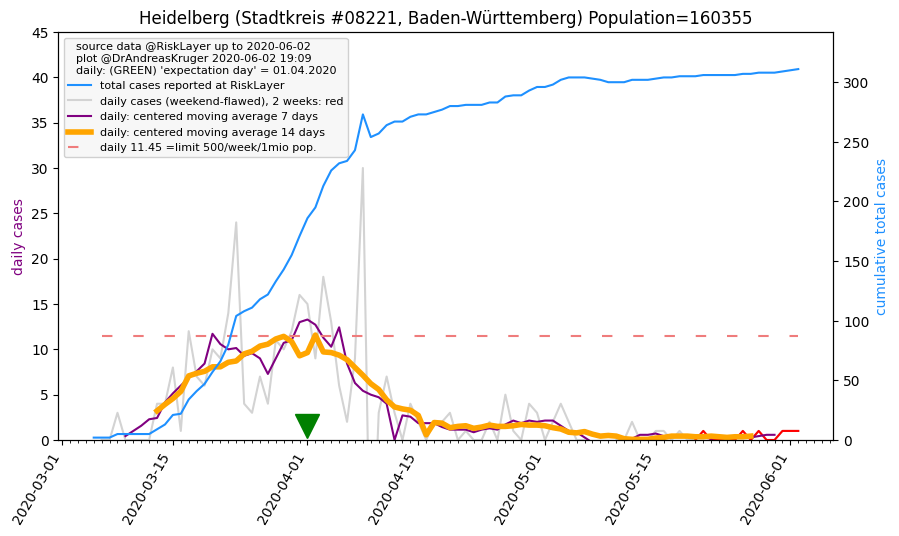 Heidelberg (Stadtkreis #08221, Baden-Württemberg) Population=160355
source data @RiskLayer up to 2020-06-02
plot @DrAndreasKruger 2020-06-02 19:09
daily: (GREEN) 'expectation day' = 01.04.2020
total cases reported at RiskLayer
daily cases (weekend-flawed), 2 weeks: red
daily: centered moving average 7 days
daily: centered moving average 14 days
daily 11.45 =limit 500/week/1mio pop.
daily cases
45
40
35
30
25
20
15
10
5
0
cumulative total cases
300
250
200
150
100
50
0
2020-03-01
2020-03-15
2020-04-01
2020-04-15
2020-05-01
2020-05-15
2020-06-01